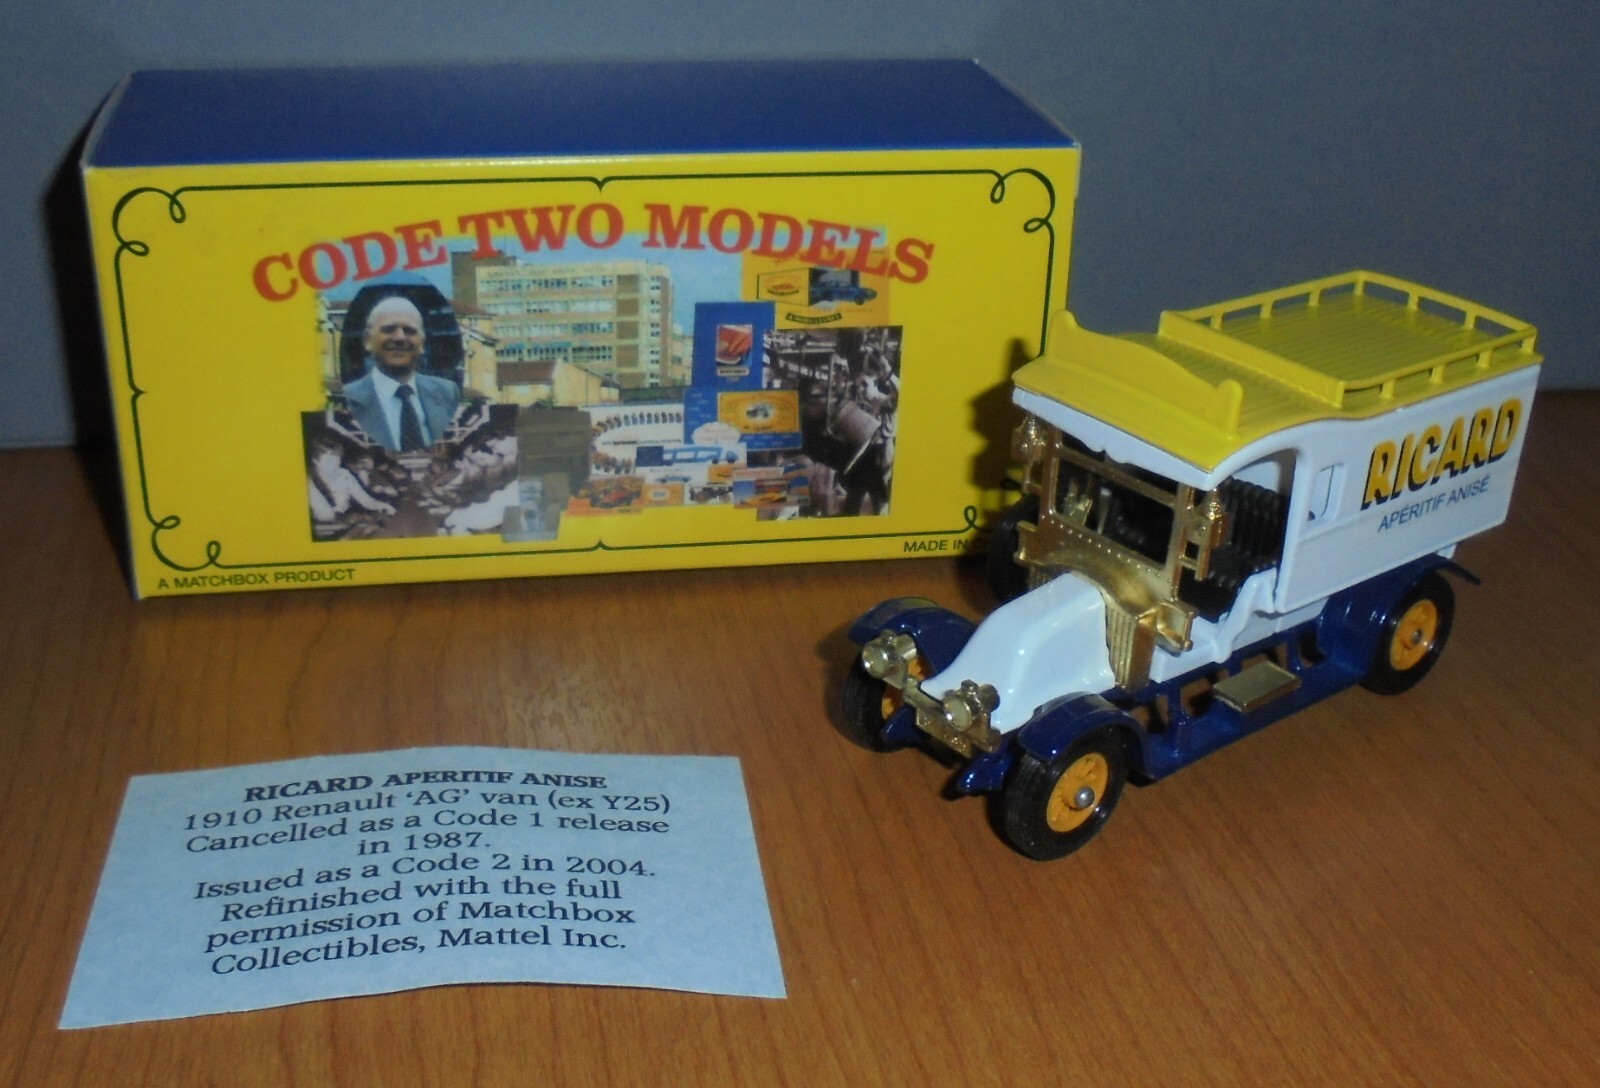 CODE TWO MODELS
A MATCHBOX PRODUCT
MADE IN
RICARD
APÉRITIF ANISÉ
RICARD APERITIF ANISE
1910 Renault 'AG' van (ex Y25)
Cancelled as a Code 1 release
in 1987.
Issued as a Code 2 in 2004.
Refinished with the full
permission of Matchbox
Collectibles, Mattel Inc.